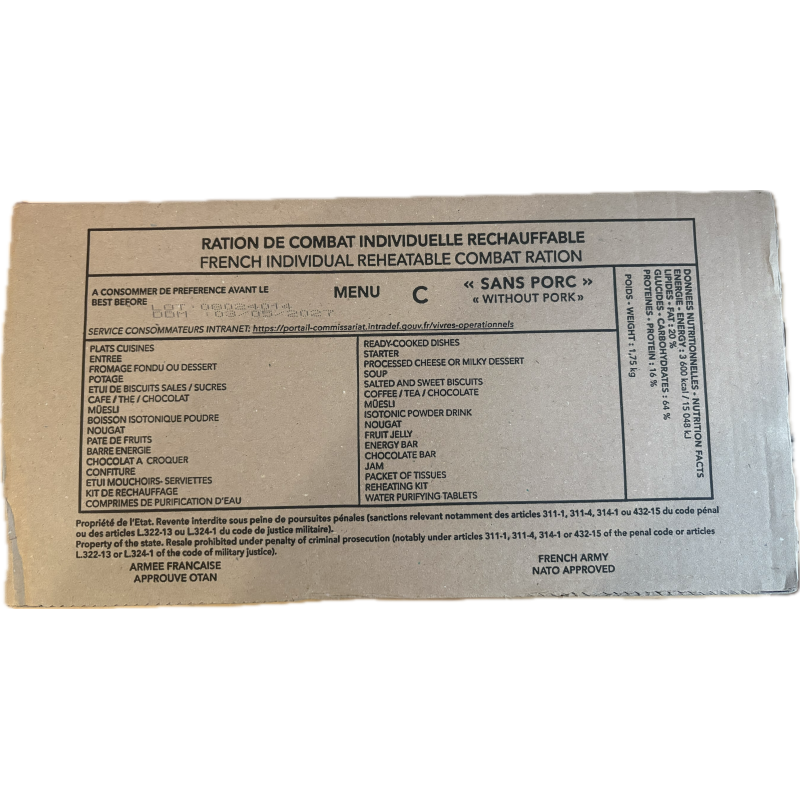 RATION DE COMBAT INDIVIDUELLE RECHAUFFABLE
FRENCH INDIVIDUAL REHEATABLE COMBAT RATION
A CONSOMMER DE PREFERENCE AVANT LE
BEST BEFORE
LOT : 08024014
DDM : 03/05/2027
MENU C
« SANS PORC »
« WITHOUT PORK »
SERVICE CONSOMMATEURS INTRANET: https://portail-commissariat.intradef.gouv.fr/vivres-operationnels
PLATS CUISINES
ENTREE
FROMAGE FONDU OU DESSERT
POTAGE
ETUI DE BISCUITS SALES / SUCRES
CAFE / THE / CHOCOLAT
MÜESLI
BOISSON ISOTONIQUE POUDRE
NOUGAT
PATE DE FRUITS
BARRE ENERGIE
CHOCOLAT A CROQUER
CONFITURE
ETUI MOUCHOIRS- SERVIETTES
KIT DE RECHAUFFAGE
COMPRIMES DE PURIFICATION D'EAU
READY-COOKED DISHES
STARTER
PROCESSED CHEESE OR MILKY DESSERT
SOUP
SALTED AND SWEET BISCUITS
COFFEE / TEA / CHOCOLATE
MÜESLI
ISOTONIC POWDER DRINK
NOUGAT
FRUIT JELLY
ENERGY BAR
CHOCOLATE BAR
JAM
PACKET OF TISSUES
REHEATING KIT
WATER PURIFYING TABLETS
DONNEES NUTRITIONNELLES - NUTRITION FACTS
ENERGIE - ENERGY : 3 600 kcal / 15 048 kJ
LIPIDES - FAT : 20 %
GLUCIDES - CARBOHYDRATES : 64 %
PROTEINES - PROTEIN : 16 %
POIDS - WEIGHT : 1,75 kg
Propriété de l'Etat. Revente interdite sous peine de poursuites pénales (sanctions relevant notamment des articles 311-1, 311-4, 314-1 ou 432-15 du code pénal
ou des articles L.322-13 ou L.324-1 du code de justice militaire).
Property of the state. Resale prohibited under penalty of criminal prosecution (notably under articles 311-1, 311-4, 314-1 or 432-15 of the penal code or articles
L.322-13 or L.324-1 of the code of military justice).
ARMEE FRANCAISE
APPROUVE OTAN
FRENCH ARMY
NATO APPROVED